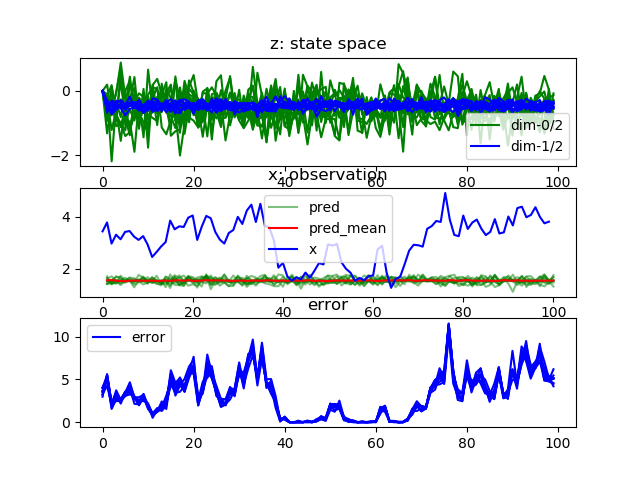 z: state space
0
−2
dim-0/2
dim-1/2
0 20 40 60 80 100
x: observation
4
2
pred
pred_mean
x
0 20 40 60 80 100
error
10
5
0
error
0 20 40 60 80 100